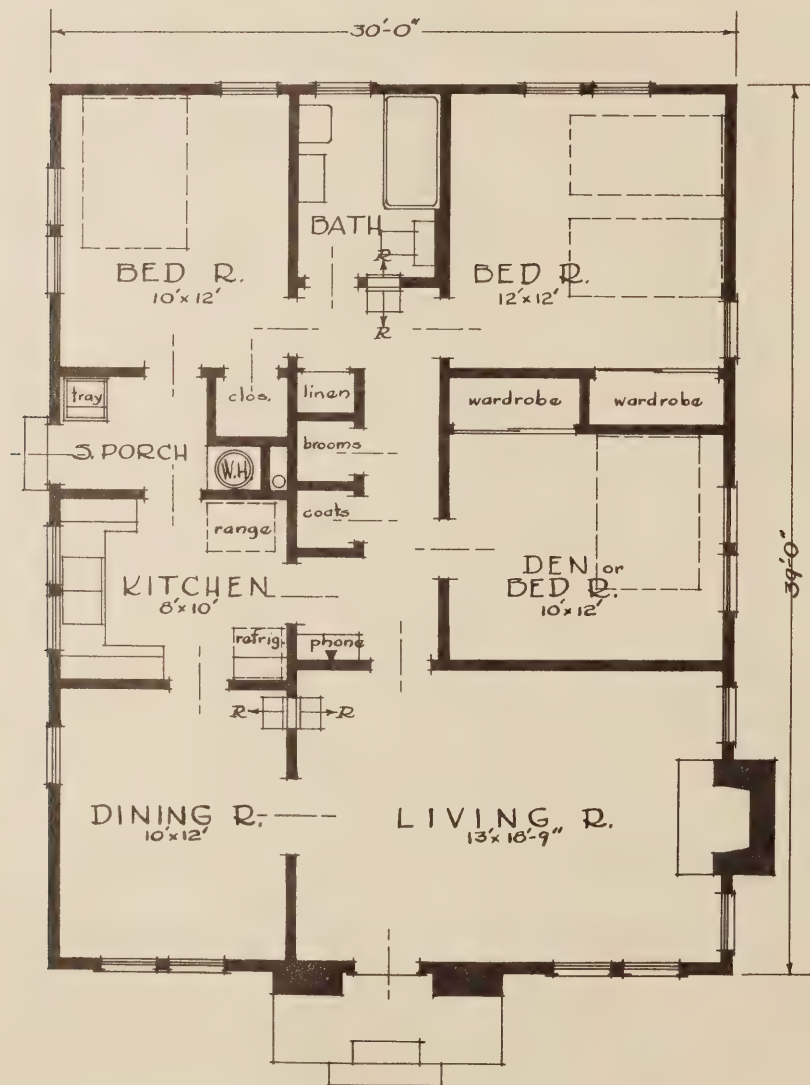 30'-0"
BATH
R
BED R.
10'x12'
BED R.
12'x12'
R
tray
clos.
linen
wardrobe
wardrobe
S. PORCH
W.H
brooms
coats
range
39'-0"
KITCHEN
8'x10'
DEN or
BED R.
10'x12'
refrig.
phone
R
R
DINING R.
10'x12'
LIVING R.
13'x18'-9"